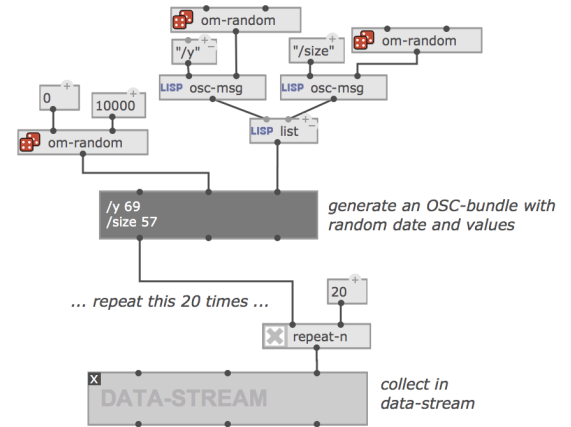 om-random
"/y"
"/size"
om-random
LISP osc-msg
LISP osc-msg
0
10000
LISP list
om-random
/y 69
/size 57
generate an OSC-bundle with
random date and values
... repeat this 20 times ...
20
repeat-n
X
DATA-STREAM
collect in
data-stream